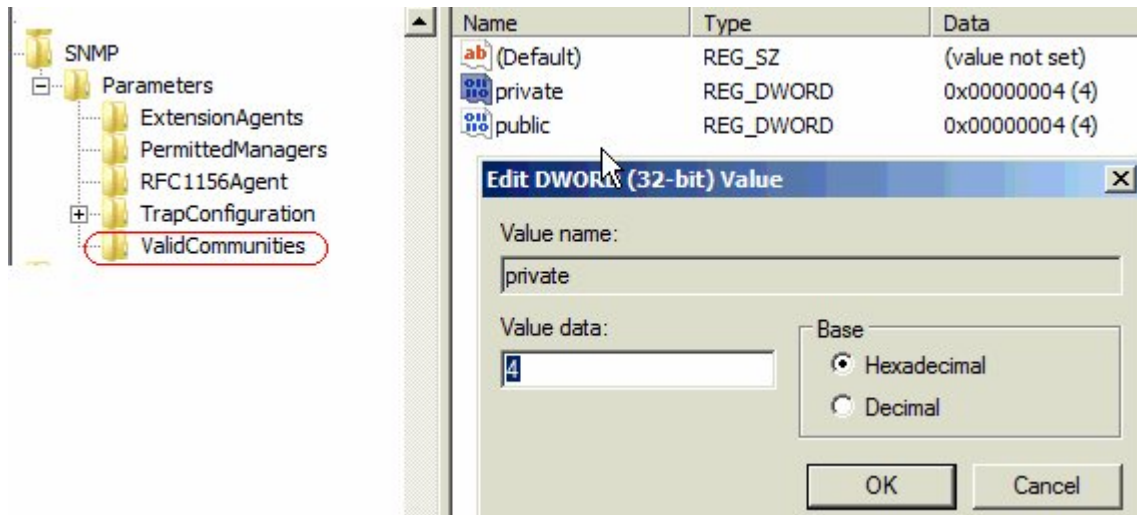 SNMP
Parameters
ExtensionAgents
PermittedManagers
RFC1156Agent
TrapConfiguration
ValidCommunities
Name Type Data
(Default) REG_SZ (value not set)
private REG_DWORD 0x00000004 (4)
public REG_DWORD 0x00000004 (4)
Edit DWORD (32-bit) Value
Value name:
private
Value data:
4
Base
Hexadecimal
Decimal
OK Cancel